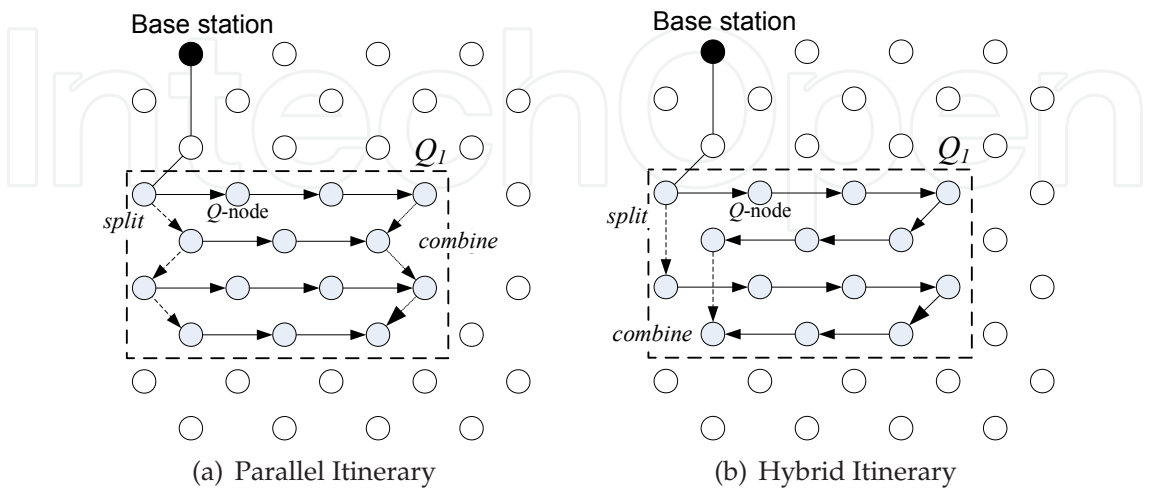 Base station
Q1
split
Q-node
combine
(a) Parallel Itinerary
Base station
Q1
split
Q-node
combine
(b) Hybrid Itinerary
IntechOpen